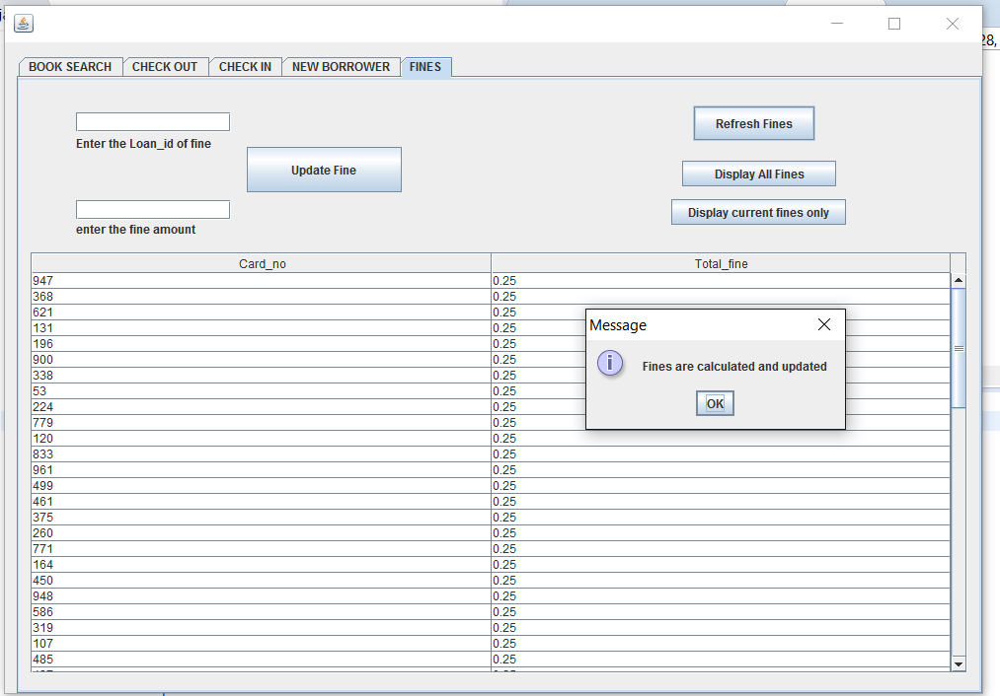 28,
BOOK SEARCH CHECK OUT CHECK IN NEW BORROWER FINES
Enter the Loan_id of fine
Update Fine
enter the fine amount
Refresh Fines
Display All Fines
Display current fines only
Card_no Total_fine
947 0.25
368 0.25
621 0.25
131 0.25
196 0.25
900 0.25
338 0.25
53 0.25
224 0.25
779 0.25
120 0.25
833 0.25
961 0.25
499 0.25
461 0.25
375 0.25
260 0.25
771 0.25
164 0.25
450 0.25
948 0.25
586 0.25
319 0.25
107 0.25
485 0.25
Message
Fines are calculated and updated
OK